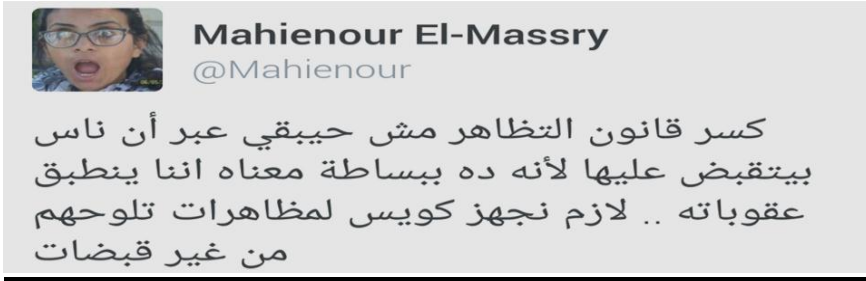 Mahienour El-Massry
@Mahienour
كسر قانون التظاهر مش حيبقي عبر أن ناس
بيتقبض عليها لأنه ده ببساطة معناه اننا ينطبق
عقوباته .. لازم نجهز كويس لمظاهرات تلوحهم
من غير قبضات